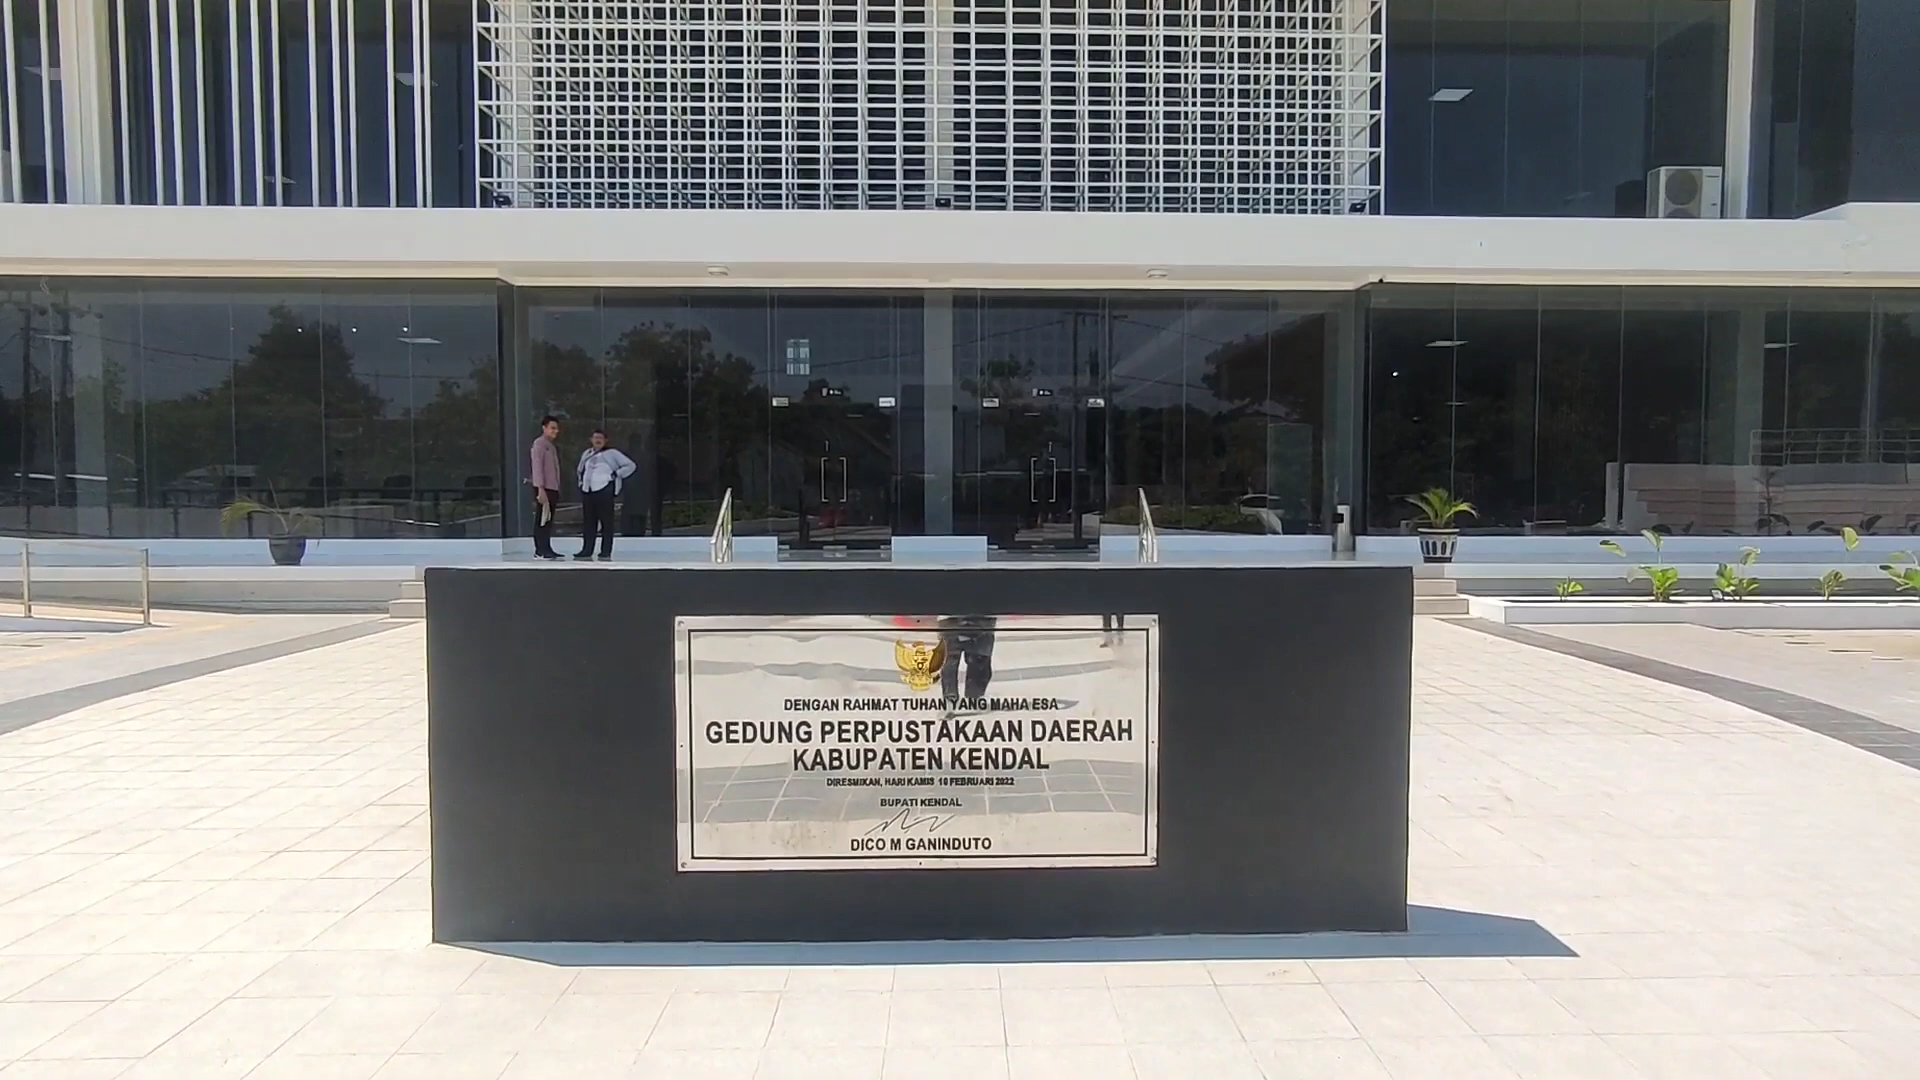 DENGAN RAHMAT TUHAN YANG MAHA ESA
GEDUNG PERPUSTAKAAN DAERAH
KABUPATEN KENDAL
DIRESMIKAN, HARI KAMIS 10 FEBRUARI 2022
BUPATI KENDAL
DICO M GANINDUTO